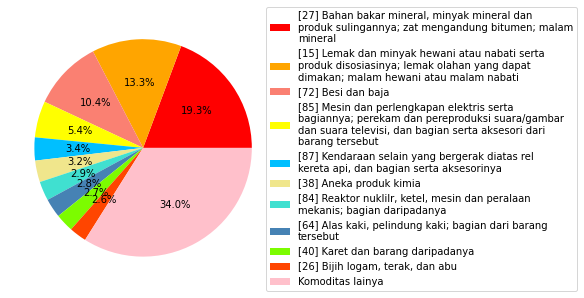 19.3%
13.3%
10.4%
5.4%
3.4%
3.2%
2.9%
2.8%
2.7%
2.6%
34.0%
[27] Bahan bakar mineral, minyak mineral dan
produk sulingannya; zat mengandung bitumen; malam
mineral
[15] Lemak dan minyak hewani atau nabati serta
produk disosiasinya; lemak olahan yang dapat
dimakan; malam hewani atau malam nabati
[72] Besi dan baja
[85] Mesin dan perlengkapan elektris serta
bagiannya; perekam dan pereproduksi suara/gambar
dan suara televisi, dan bagian serta aksesori dari
barang tersebut
[87] Kendaraan selain yang bergerak diatas rel
kereta api, dan bagian serta aksesorinya
[38] Aneka produk kimia
[84] Reaktor nuklilr, ketel, mesin dan peralaan
mekanis; bagian daripadanya
[64] Alas kaki, pelindung kaki; bagian dari barang
tersebut
[40] Karet dan barang daripadanya
[26] Bijih logam, terak, dan abu
Komoditas lainya